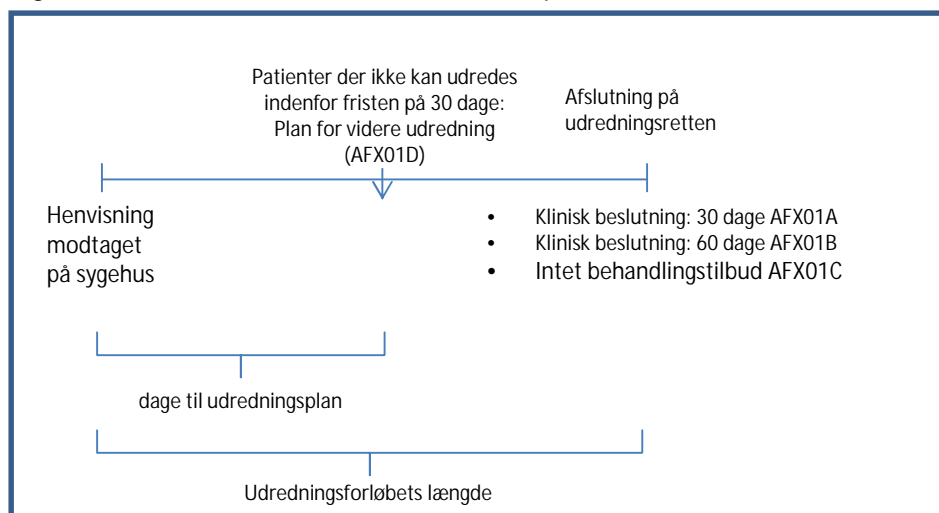 Patienter der ikke kan udredes
indenfor fristen på 30 dage:
Plan for videre udredning
(AFX01D)
Afslutning på
udredningsretten
Henvisning
modtaget
på sygehus
• Klinisk beslutning: 30 dage AFX01A
• Klinisk beslutning: 60 dage AFX01B
• Intet behandlingstilbud AFX01C
dage til udredningsplan
Udredningsforløbets længde